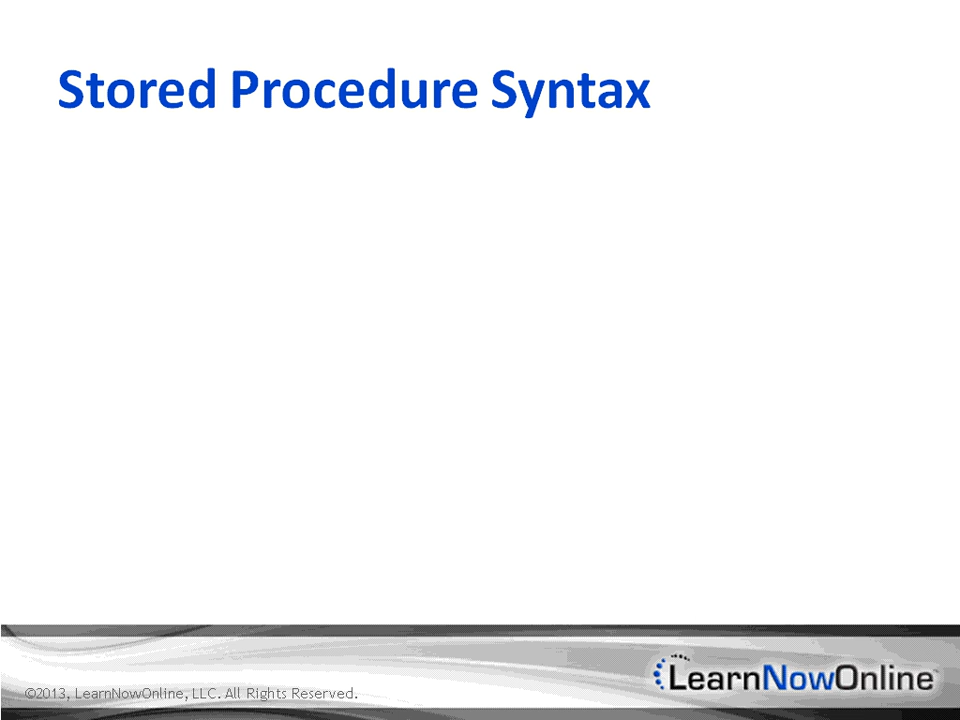 Stored Procedure Syntax
©2013, LearnNowOnline, LLC. All Rights Reserved.
LearnNowOnline